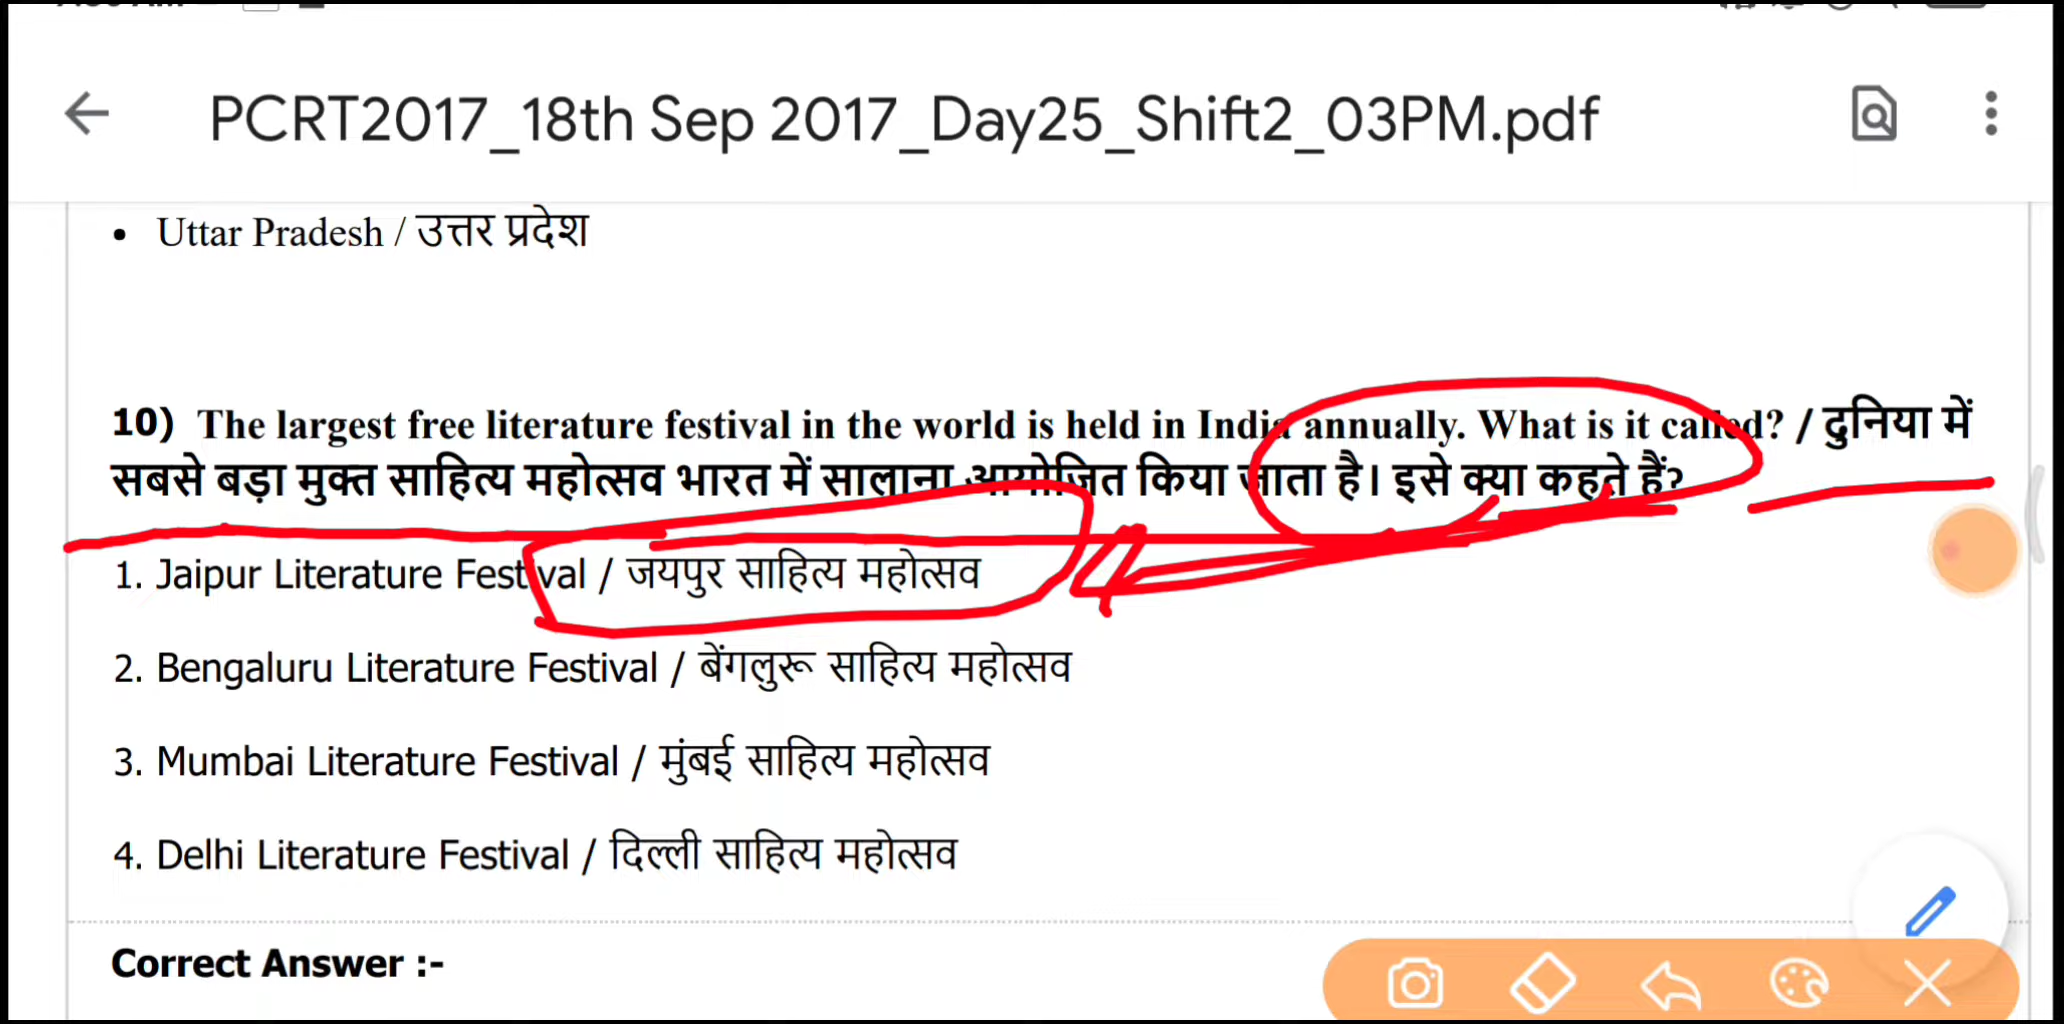 PCRT2017_18th Sep 2017_Day25_Shift2_03PM.pdf
• Uttar Pradesh / उत्तर प्रदेश
10) The largest free literature festival in the world is held in India annually. What is it called? / दुनिया में
सबसे बड़ा मुक्त साहित्य महोत्सव भारत में सालाना आयोजित किया जाता है। इसे क्या कहते हैं?
1. Jaipur Literature Festival / जयपुर साहित्य महोत्सव
2. Bengaluru Literature Festival / बेंगलुरू साहित्य महोत्सव
3. Mumbai Literature Festival / मुंबई साहित्य महोत्सव
4. Delhi Literature Festival / दिल्ली साहित्य महोत्सव
Correct Answer :-